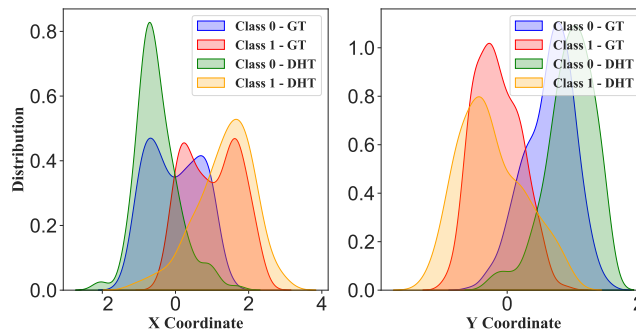 Class 0 - GT
Class 1 - GT
Class 0 - DHT
Class 1 - DHT
0.8
0.6
0.4
0.2
0.0
2
0
2
4
Distribution
X Coordinate
Class 0 - GT
Class 1 - GT
Class 0 - DHT
Class 1 - DHT
1.0
0.8
0.6
0.4
0.2
0.0
0
2
Y Coordinate